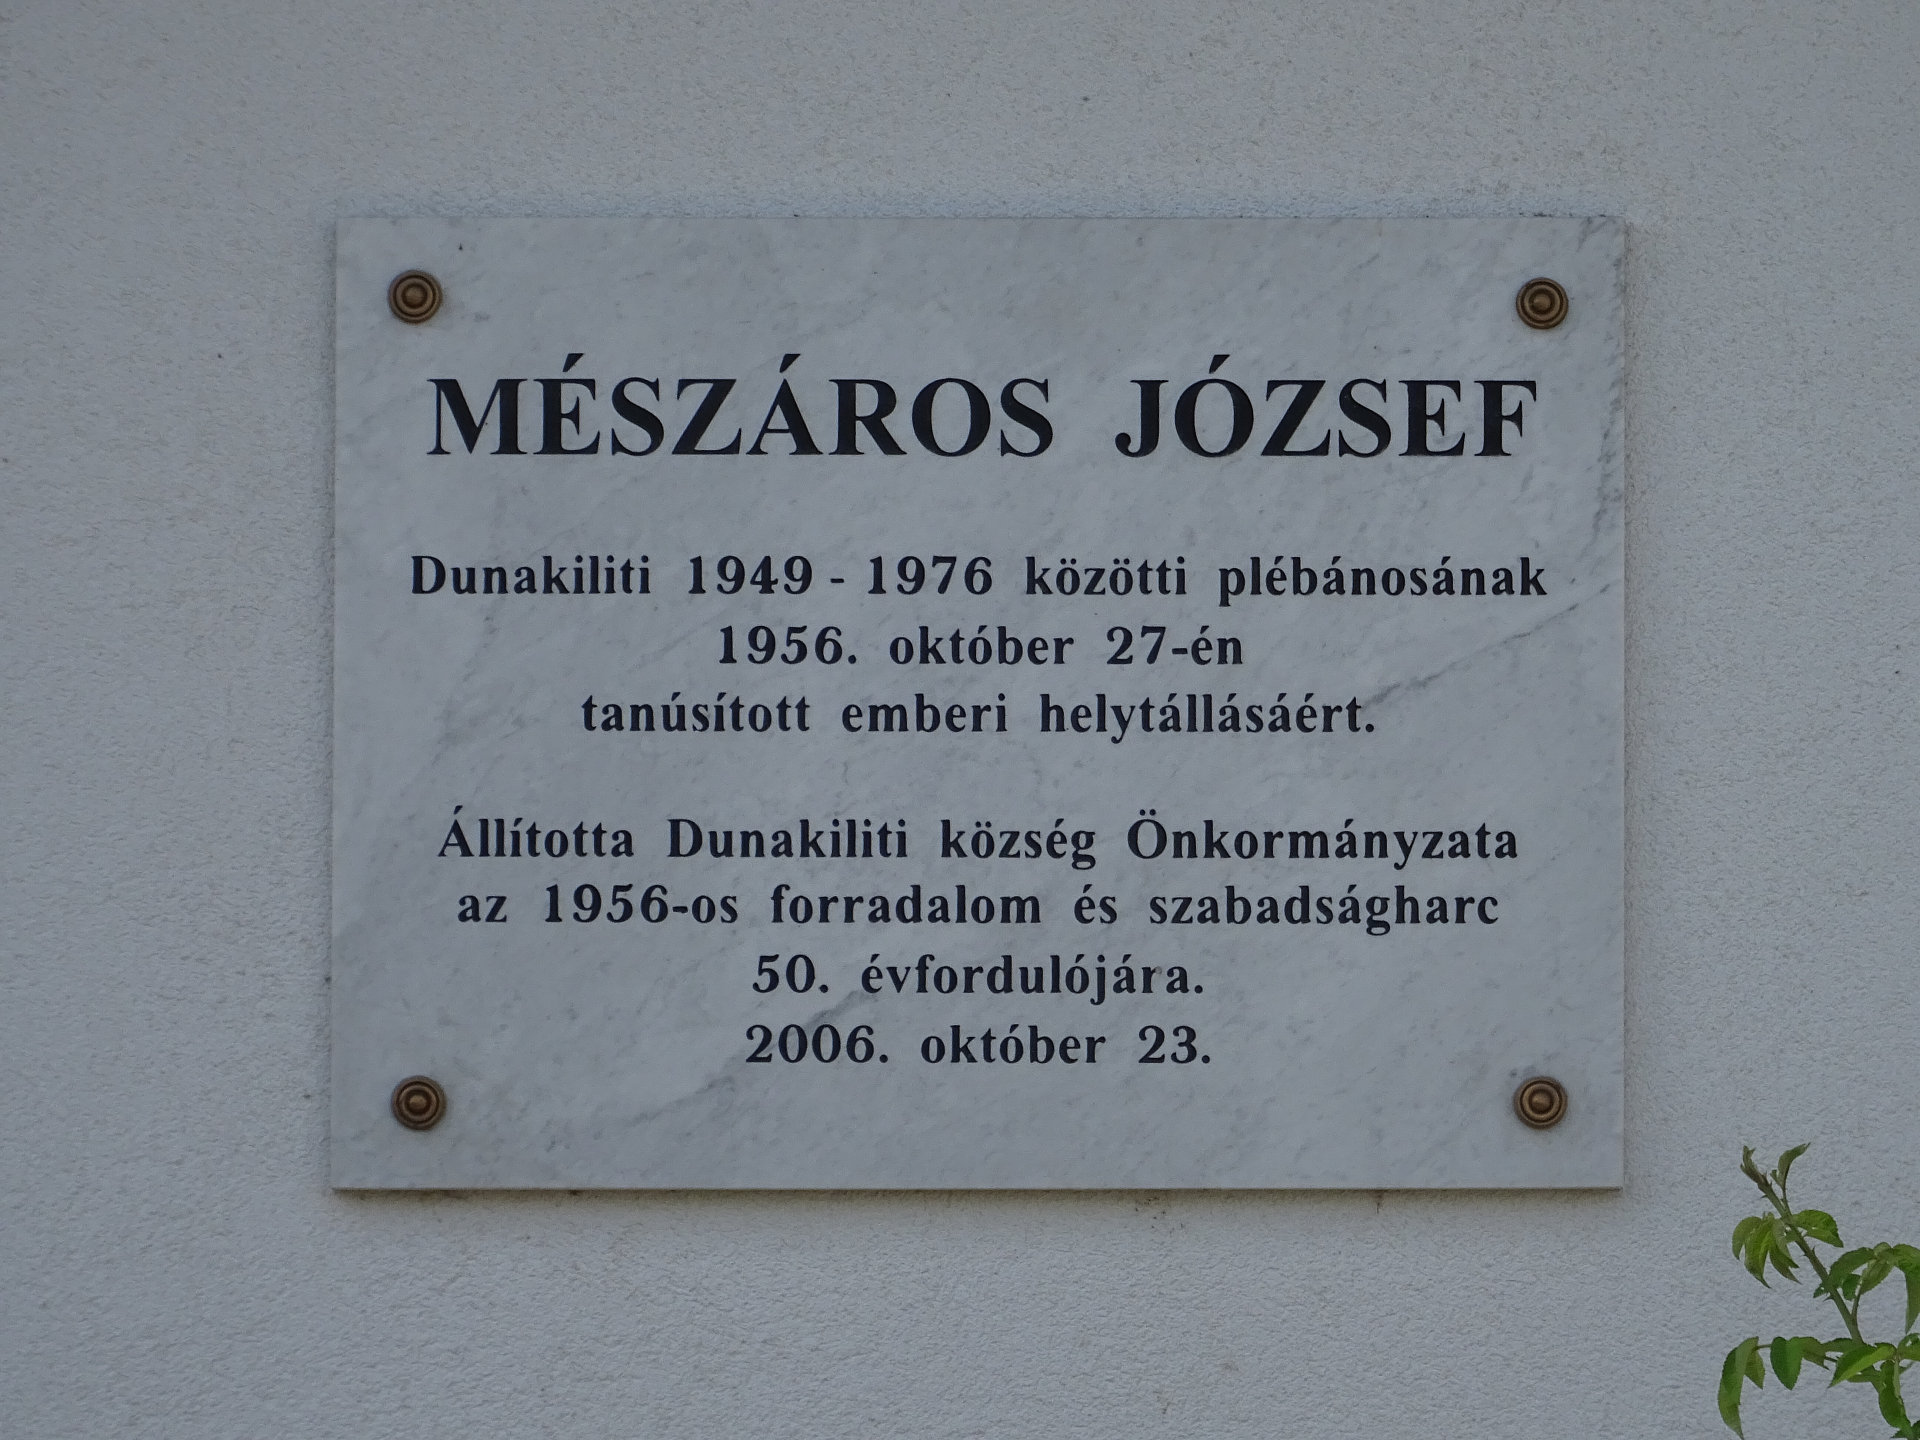 MÉSZÁROS JÓZSEF
Dunakiliti 1949 - 1976 közötti plébánosának
1956. október 27-én
tanúsított emberi helytállásáért.
Állította Dunakiliti község Önkormányzata
az 1956-os forradalom és szabadságharc
50. évfordulójára.
2006. október 23.